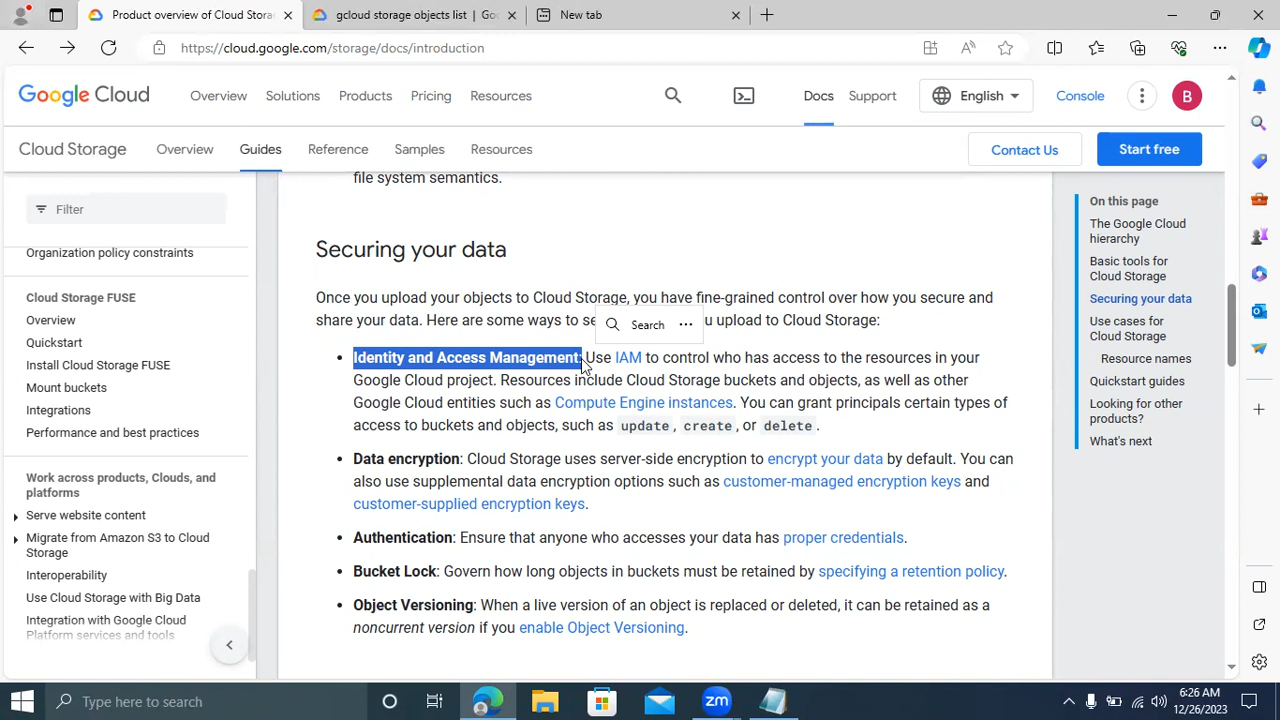 Product overview of Cloud Stora
gcloud storage objects list | Goo
New tab
https://cloud.google.com/storage/docs/introduction
Google Cloud
Overview
Solutions
Products
Pricing
Resources
Docs
Support
English
Console
B
Cloud Storage
Overview
Guides
Reference
Samples
Resources
Contact Us
Start free
Filter
Organization policy constraints
Cloud Storage FUSE
Overview
Quickstart
Install Cloud Storage FUSE
Mount buckets
Integrations
Performance and best practices
Work across products, Clouds, and
platforms
Serve website content
Migrate from Amazon S3 to Cloud
Storage
Interoperability
Use Cloud Storage with Big Data
Integration with Google Cloud
Platform services and tools
file system semantics.
Securing your data
Once you upload your objects to Cloud Storage, you have fine-grained control over how you secure and
share your data. Here are some ways to se
u upload to Cloud Storage:
Search
• Identity and Access Management: Use IAM to control who has access to the resources in your
Google Cloud project. Resources include Cloud Storage buckets and objects, as well as other
Google Cloud entities such as Compute Engine instances. You can grant principals certain types of
access to buckets and objects, such as update, create, or delete.
• Data encryption: Cloud Storage uses server-side encryption to encrypt your data by default. You can
also use supplemental data encryption options such as customer-managed encryption keys and
customer-supplied encryption keys.
• Authentication: Ensure that anyone who accesses your data has proper credentials.
• Bucket Lock: Govern how long objects in buckets must be retained by specifying a retention policy.
• Object Versioning: When a live version of an object is replaced or deleted, it can be retained as a
noncurrent version if you enable Object Versioning.
On this page
The Google Cloud
hierarchy
Basic tools for
Cloud Storage
Securing your data
Use cases for
Cloud Storage
Resource names
Quickstart guides
Looking for other
products?
What's next
Type here to search
zm
6:26 AM
12/26/2023